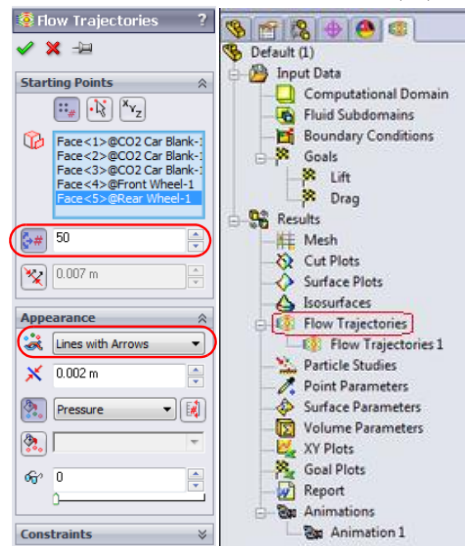 Flow Trajectories ?
Starting Points
XYZ
Face<1>@CO2 Car Blank-1
Face<2>@CO2 Car Blank-1
Face<3>@CO2 Car Blank-1
Face<4>@Front Wheel-1
Face<5>@Rear Wheel-1
# 50
0.007 m
Appearance
Lines with Arrows
0.002 m
Pressure
0
Constraints
Default (1)
Input Data
Computational Domain
Fluid Subdomains
Boundary Conditions
Goals
Lift
Drag
Results
Mesh
Cut Plots
Surface Plots
Isosurfaces
Flow Trajectories
Flow Trajectories 1
Particle Studies
Point Parameters
Surface Parameters
Volume Parameters
XY Plots
Goal Plots
Report
Animations
Animation 1